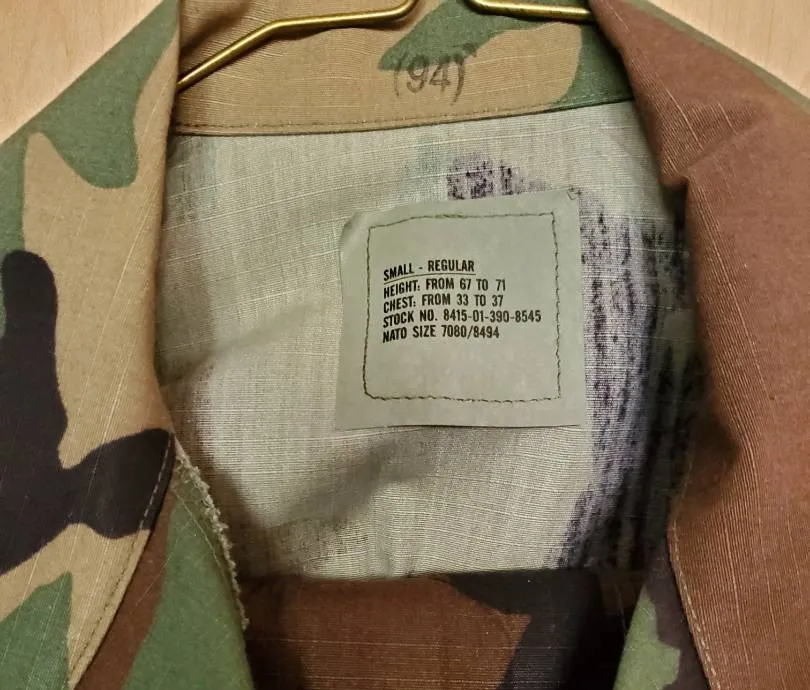 (94)
SMALL - REGULAR
HEIGHT: FROM 67 TO 71
CHEST: FROM 33 TO 37
STOCK NO. 8415-01-390-8545
NATO SIZE 7080/8494